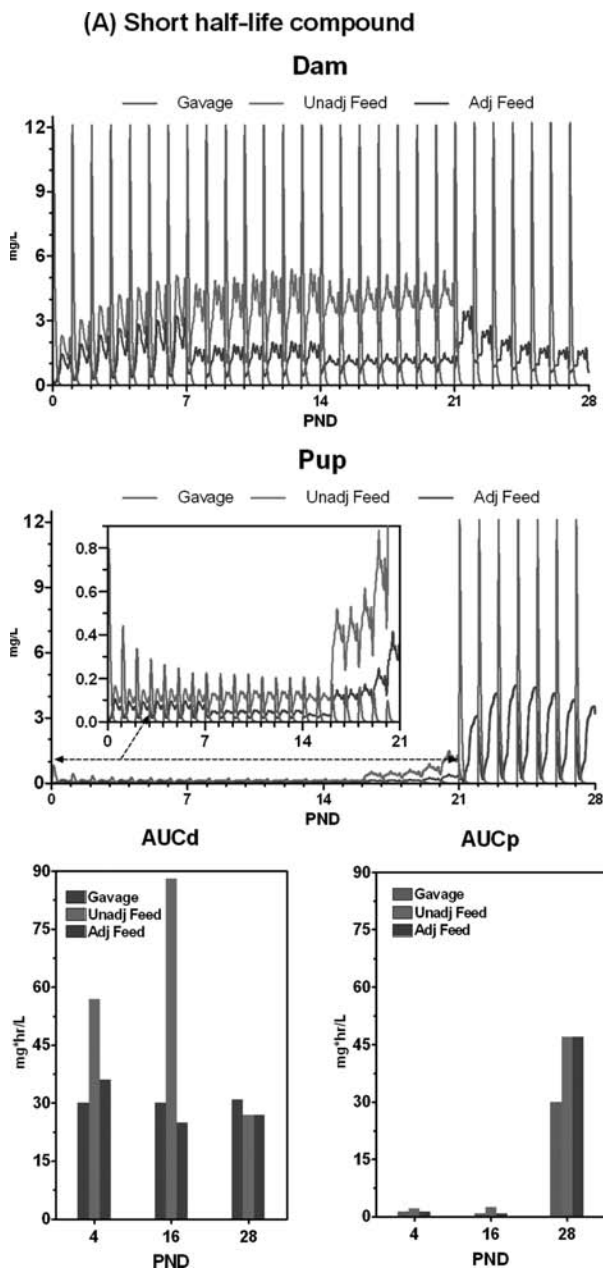 (A) Short half-life compound
Dam
Gavage Unadj Feed Adj Feed
12
9
6
3
0
mg/L
0 7 14 21 28
PND
Pup
Gavage Unadj Feed Adj Feed
12
9
6
3
0
mg/L
0.8
0.6
0.4
0.2
0.0
0 7 14 21
0 7 14 21 28
PND
AUCd
Gavage
Unadj Feed
Adj Feed
90
75
60
45
30
15
0
mg*hr/L
4 16 28
PND
AUCp
Gavage
Unadj Feed
Adj Feed
90
75
60
45
30
15
0
mg*hr/L
4 16 28
PND